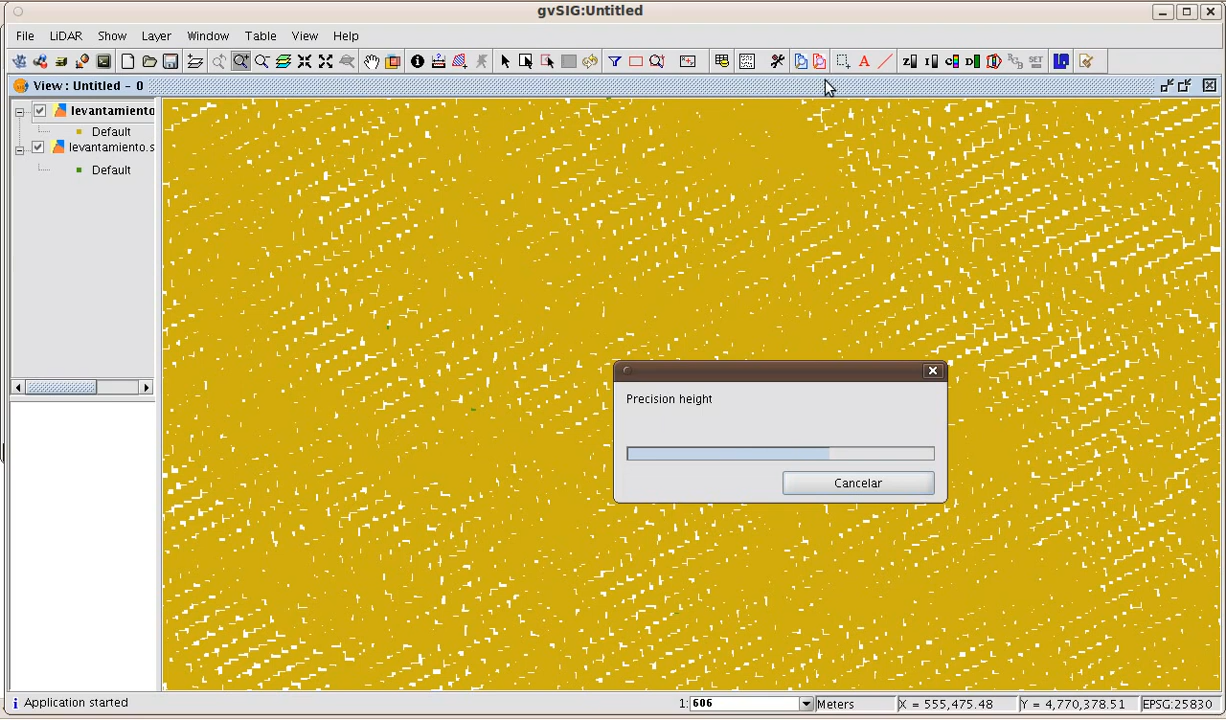 gvSIG:Untitled
File LiDAR Show Layer Window Table View Help
View : Untitled - 0
levantamiento
Default
levantamiento.s
Default
Precision height
Cancelar
Application started
1: 606 Meters X = 555,475.48 Y = 4,770,378.51 EPSG:25830